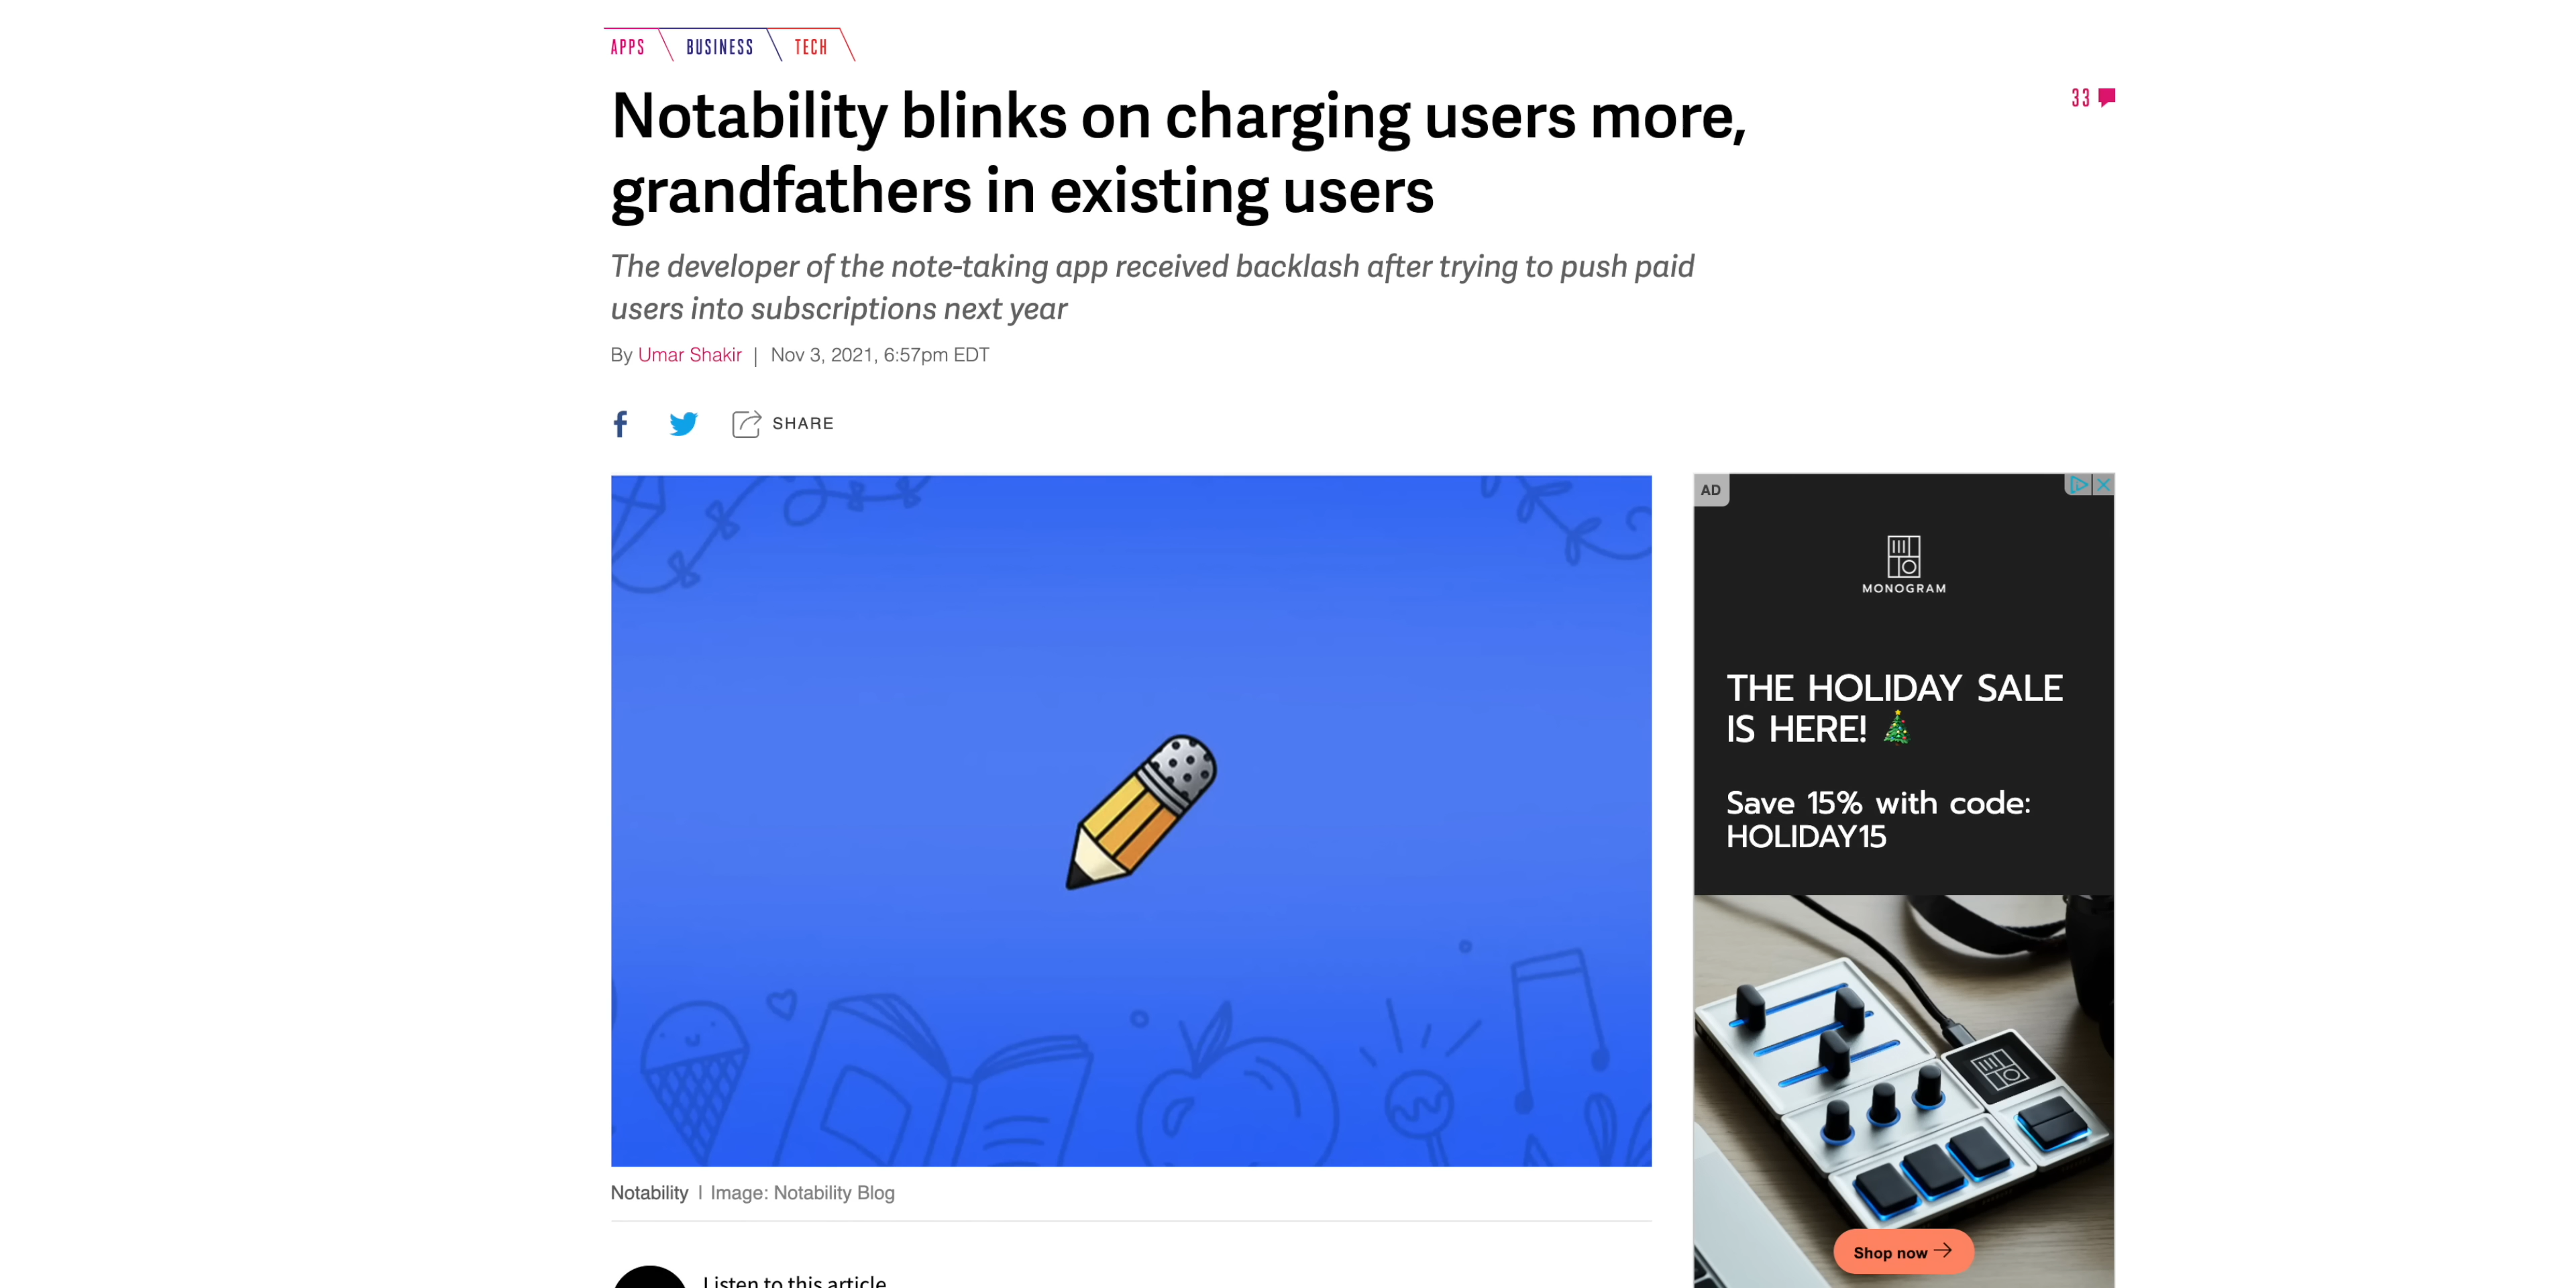 APPS
BUSINESS
TECH
Notability blinks on charging users more,
grandfathers in existing users
33
The developer of the note-taking app received backlash after trying to push paid
users into subscriptions next year
By Umar Shakir | Nov 3, 2021, 6:57pm EDT
SHARE
AD
MONOGRAM
THE HOLIDAY SALE
IS HERE! 🎄
Save 15% with code:
HOLIDAY15
Shop now →
Notability | Image: Notability Blog
Listen to this article